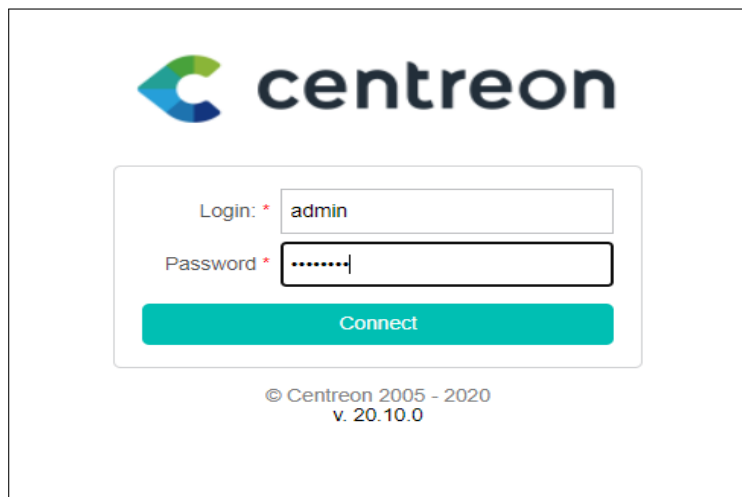 centreon
Login: * admin
Password * ••••••••
Connect
© Centreon 2005 - 2020
v. 20.10.0